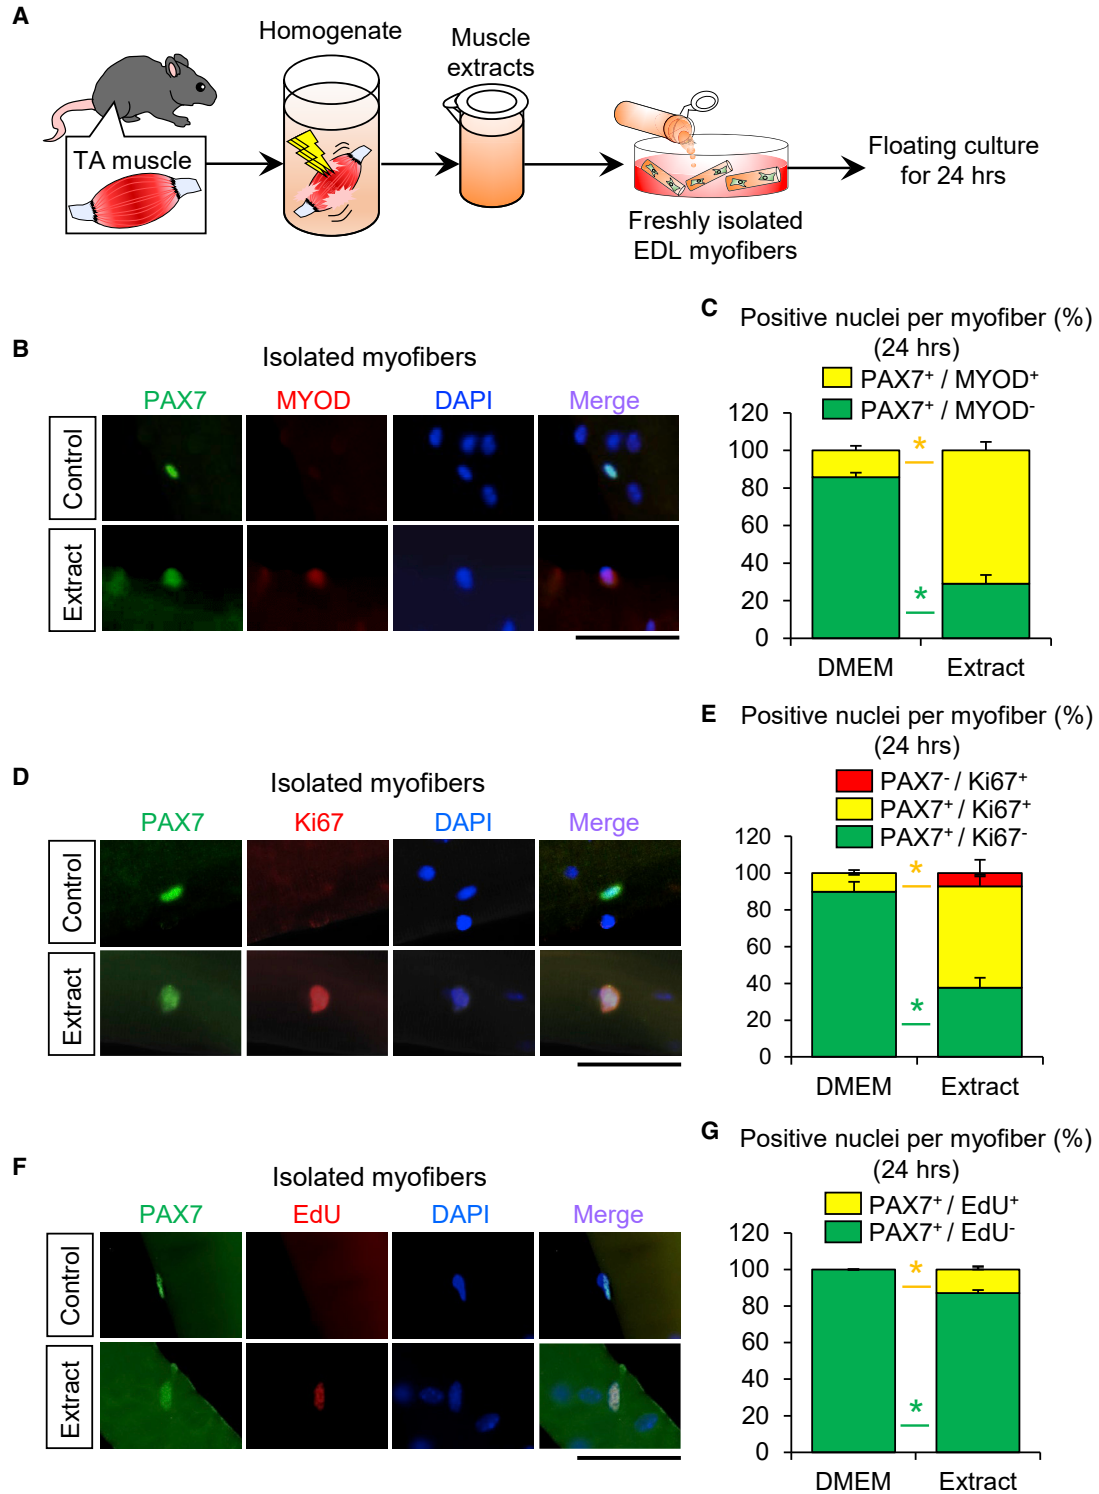 A
Homogenate
Muscle
extracts
TA muscle
Floating culture
for 24 hrs
Freshly isolated
EDL myofibers
B
Isolated myofibers
PAX7 MYOD DAPI Merge
Control
Extract
C
Positive nuclei per myofiber (%)
(24 hrs)
PAX7⁺ / MYOD⁺
PAX7⁺ / MYOD⁻
120
100
80
60
40
20
0
*
*
DMEM Extract
D
Isolated myofibers
PAX7 Ki67 DAPI Merge
Control
Extract
E
Positive nuclei per myofiber (%)
(24 hrs)
PAX7⁻ / Ki67⁺
PAX7⁺ / Ki67⁺
PAX7⁺ / Ki67⁻
120
100
80
60
40
20
0
*
*
DMEM Extract
F
Isolated myofibers
PAX7 EdU DAPI Merge
Control
Extract
G
Positive nuclei per myofiber (%)
(24 hrs)
PAX7⁺ / EdU⁺
PAX7⁺ / EdU⁻
120
100
80
60
40
20
0
*
*
DMEM Extract